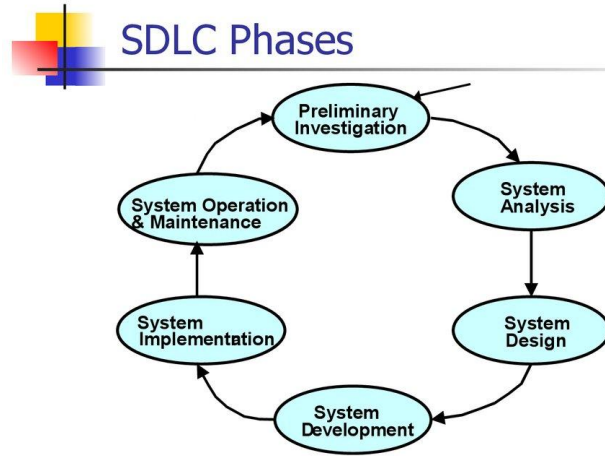 SDLC Phases
Preliminary
Investigation
System
Analysis
System
Design
System
Development
System
Implementation
System Operation
& Maintenance